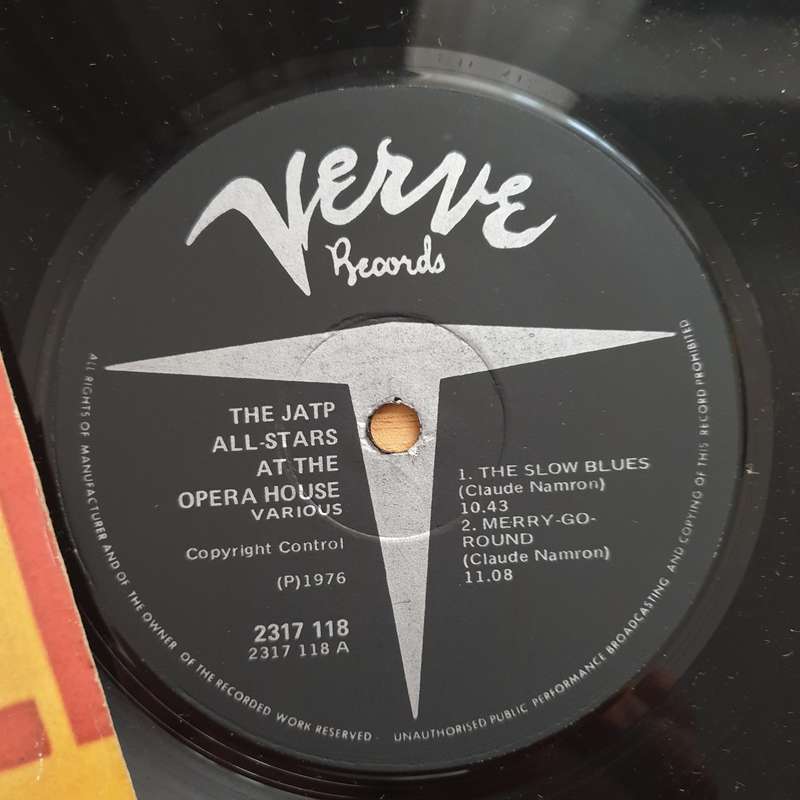 Verve
Records
THE JATP
ALL-STARS
AT THE
OPERA HOUSE
VARIOUS
Copyright Control
(P)1976
2317 118
2317 118 A
1. THE SLOW BLUES
(Claude Namron)
10.43
2. MERRY-GO-
ROUND
(Claude Namron)
11.08
ALL RIGHTS OF MANUFACTURER AND OF THE OWNER OF THE RECORDED WORK RESERVED - UNAUTHORISED PUBLIC PERFORMANCE BROADCASTING AND COPYING OF THIS RECORD PROHIBITED